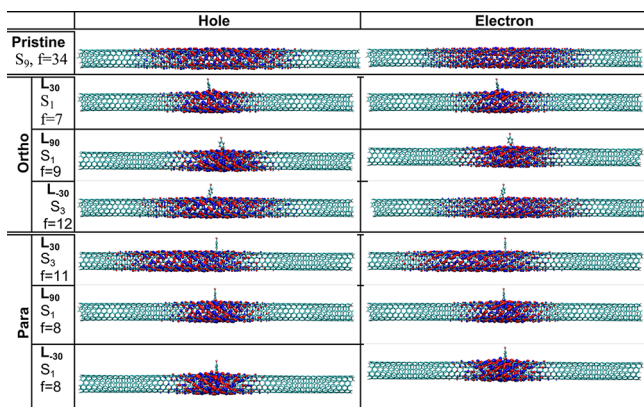 Hole Electron
Pristine
S9, f=34
Ortho
L30
S1
f=7
L90
S1
f=9
L-30
S3
f=12
Para
L30
S3
f=11
L90
S1
f=8
L-30
S1
f=8